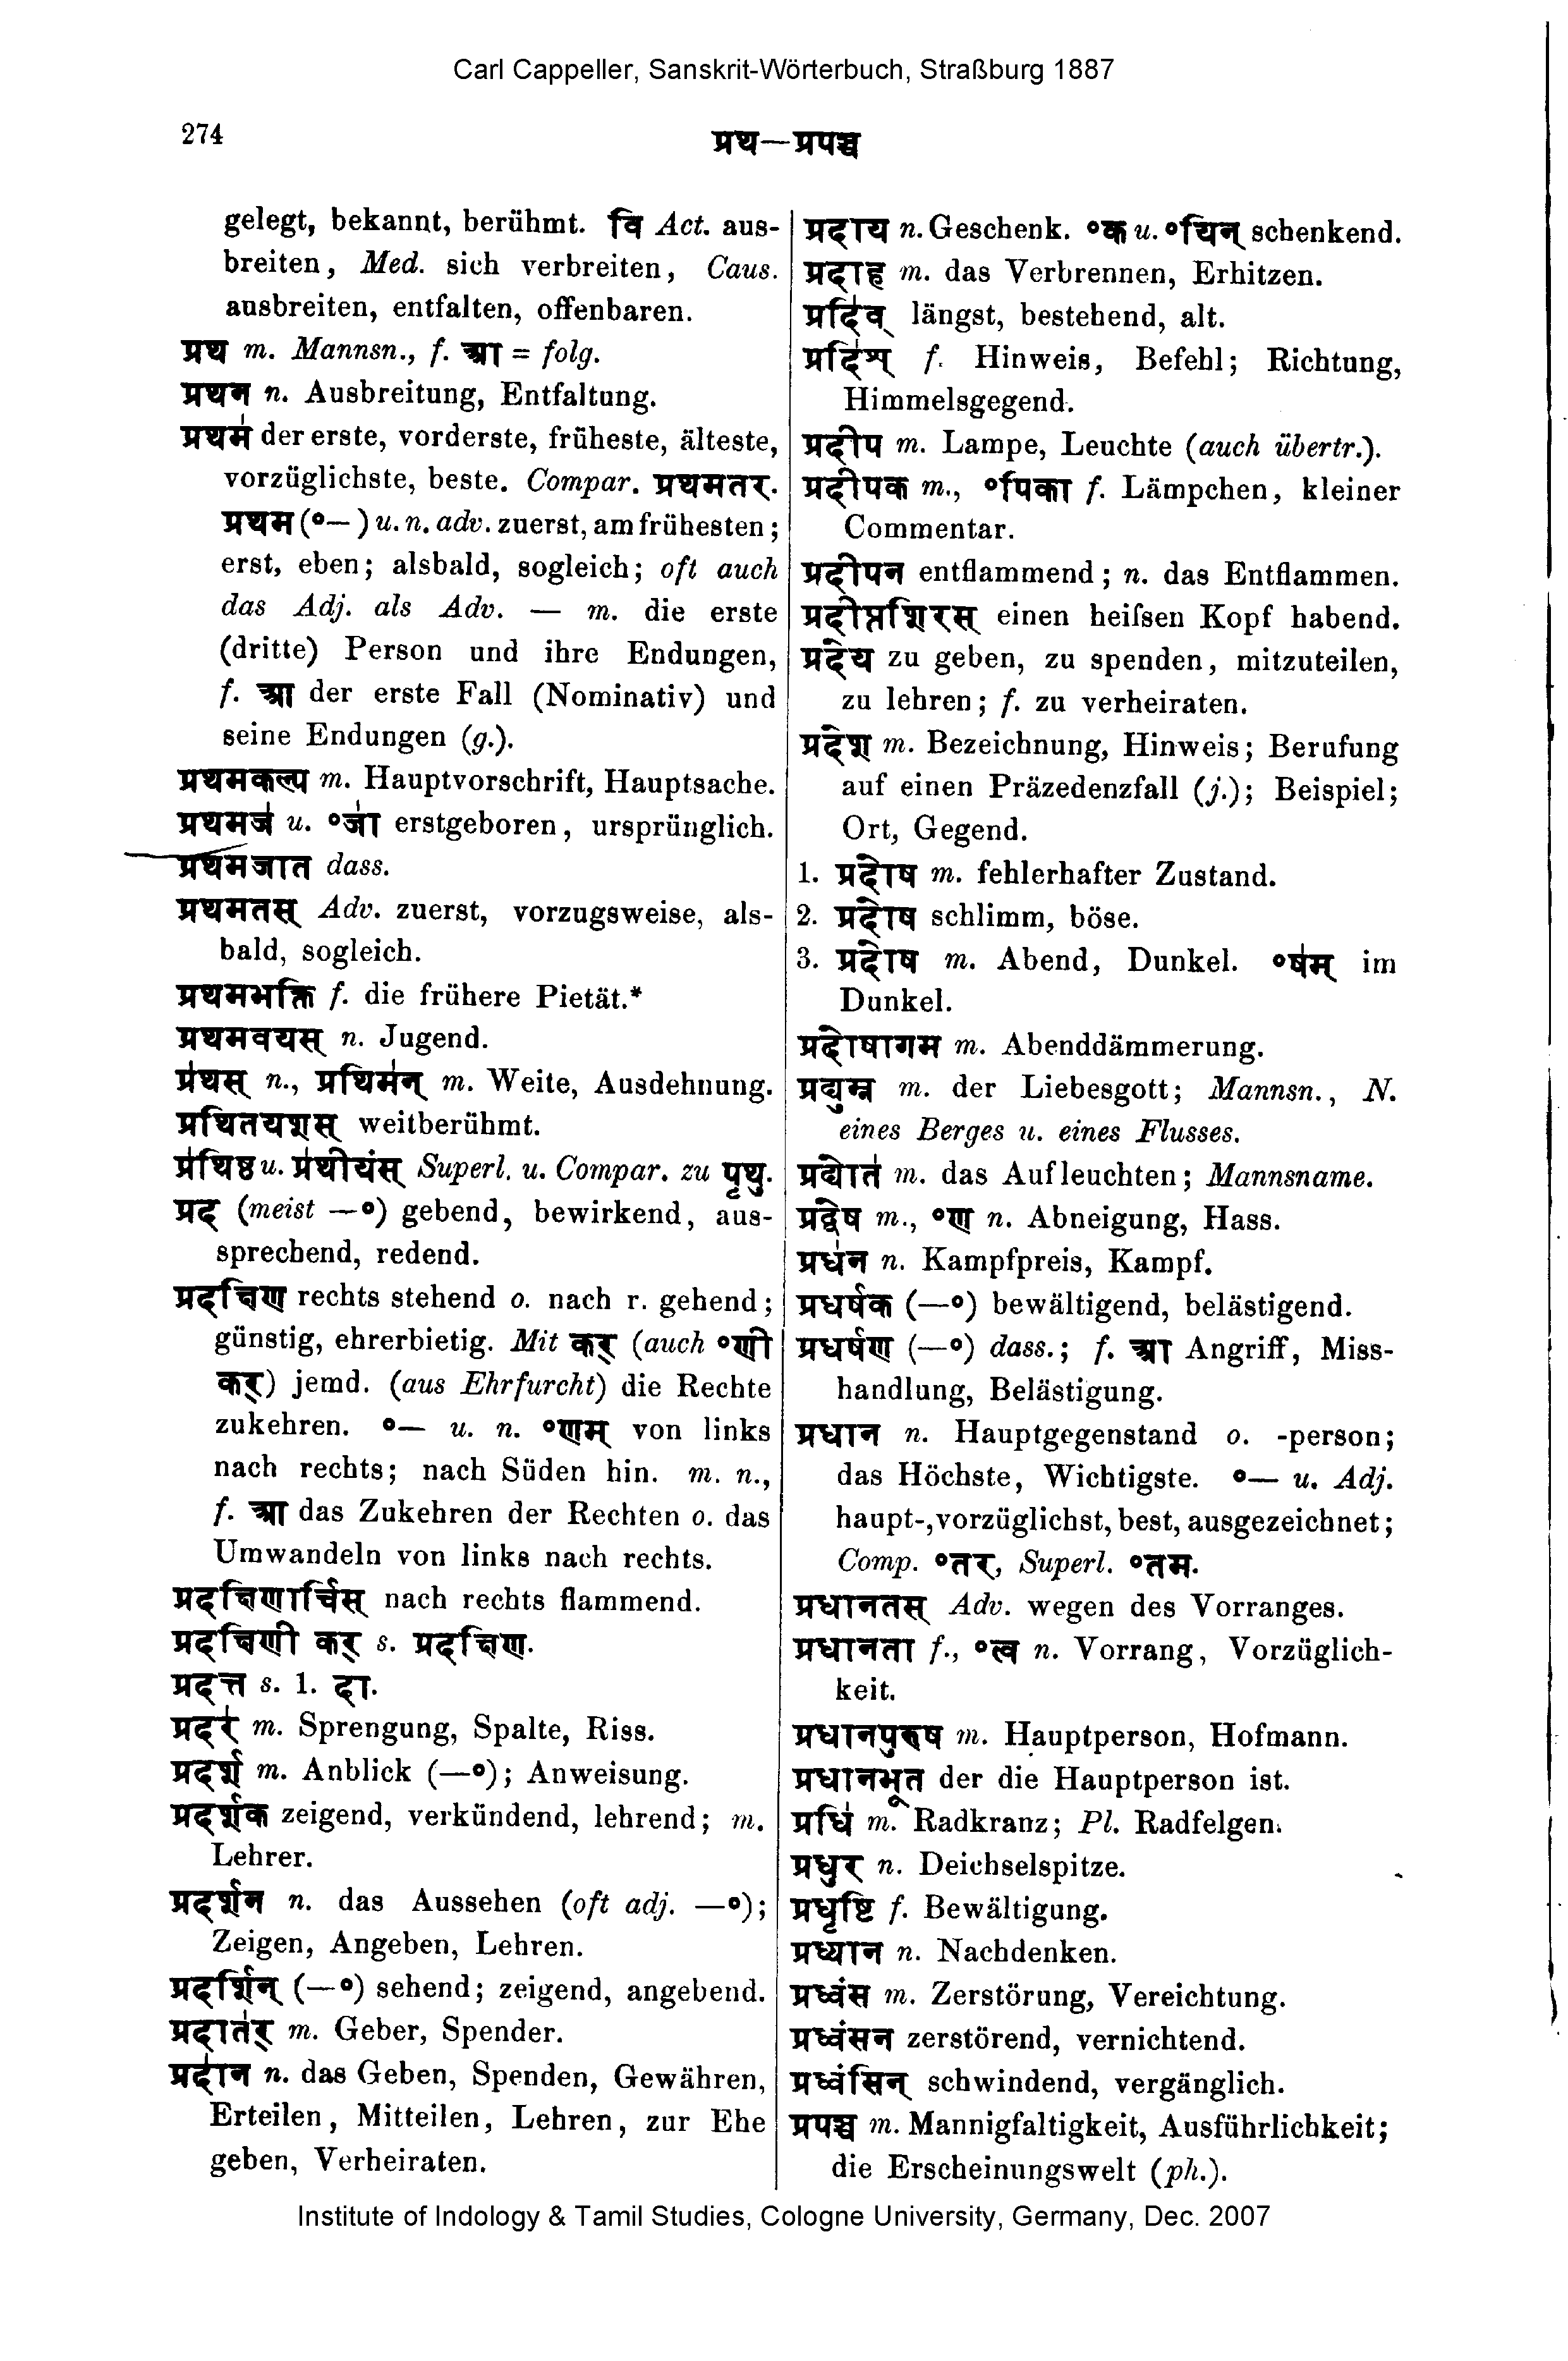 Carl Cappeller, Sanskrit-Wörterbuch, Straßburg 1887
274
प्रथ—प्रपञ्च
gelegt, bekannt, berühmt. वि Act. aus-
breiten, Med. sich verbreiten, Caus.
ausbreiten, entfalten, offenbaren.
प्रथ m. Mannsn., f. आ = folg.
प्रथन n. Ausbreitung, Entfaltung.
प्रथम॑ der erste, vorderste, früheste, älteste,
vorzüglichste, beste. Compar. प्रथमतर.
प्रथम (°— ) u. n. adv. zuerst, am frühesten;
erst, eben; alsbald, sogleich; oft auch
das Adj. als Adv. — m. die erste
(dritte) Person und ihre Endungen,
f. आ der erste Fall (Nominativ) und
seine Endungen (g.).
प्रथमकल्प m. Hauptvorschrift, Hauptsache.
प्रथमज॑ u. °जा॑ erstgeboren, ursprünglich.
प्रथमजात dass.
प्रथमतस् Adv. zuerst, vorzugsweise, als-
bald, sogleich.
प्रथमभक्ति f. die frühere Pietät.*
प्रथमवयस् n. Jugend.
प्र॑थस् n., प्रथिम॑न् m. Weite, Ausdehnung.
प्रथितयशस् weitberühmt.
प्र॑थिष्ठ u. प्र॑थीयंस् Superl. u. Compar. zu पृथु.
प्रद (meist —°) gebend, bewirkend, aus-
sprechend, redend.
प्रदक्षिण rechts stehend o. nach r. gehend;
günstig, ehrerbietig. Mit कर् (auch °णी
कर्) jemd. (aus Ehrfurcht) die Rechte
zukehren. °— u. n. °णम् von links
nach rechts; nach Süden hin. m. n.,
f. आ das Zukehren der Rechten o. das
Umwandeln von links nach rechts.
प्रदक्षिणार्चिस् nach rechts flammend.
प्रदक्षिणी कर् s. प्रदक्षिण.
प्रदत्त s. 1. दा.
प्रदर॑ m. Sprengung, Spalte, Riss.
प्रदर्श m. Anblick (—°); Anweisung.
प्रदर्शक zeigend, verkündend, lehrend; m.
Lehrer.
प्रदर्शन n. das Aussehen (oft adj. —°);
Zeigen, Angeben, Lehren.
प्रदर्शिन् (—°) sehend; zeigend, angebend.
प्रदात॑र् m. Geber, Spender.
प्रदा॑न n. das Geben, Spenden, Gewähren,
Erteilen, Mitteilen, Lehren, zur Ehe
geben, Verheiraten.
प्रदाय n. Geschenk. °क u. °यिन् schenkend.
प्रदाह m. das Verbrennen, Erhitzen.
प्रदि॑व् längst, bestehend, alt.
प्रदि॑श् f. Hinweis, Befehl; Richtung,
Himmelsgegend.
प्रदीप m. Lampe, Leuchte (auch übertr.).
प्रदीपक m., °पिका f. Lämpchen, kleiner
Commentar.
प्रदीपन entflammend; n. das Entflammen.
प्रदीप्तशिरस् einen heiſsen Kopf habend.
प्रदेय zu geben, zu spenden, mitzuteilen,
zu lehren; f. zu verheiraten.
प्रदेश m. Bezeichnung, Hinweis; Berufung
auf einen Präzedenzfall (j.); Beispiel;
Ort, Gegend.
1. प्रदोष m. fehlerhafter Zustand.
2. प्रदोष schlimm, böse.
3. प्रदोष m. Abend, Dunkel. °ष॑म् im
Dunkel.
प्रदोषागम m. Abenddämmerung.
प्रद्युम्न m. der Liebesgott; Mannsn., N.
eines Berges u. eines Flusses.
प्रद्योत॑ m. das Aufleuchten; Mannsname.
प्रद्वेष m., °ण n. Abneigung, Hass.
प्रध॑न n. Kampfpreis, Kampf.
प्रधर्षक (—°) bewältigend, belästigend.
प्रधर्षण (—°) dass.; f. आ Angriff, Miss-
handlung, Belästigung.
प्रधान n. Hauptgegenstand o. -person;
das Höchste, Wichtigste. °— u. Adj.
haupt-, vorzüglichst, best, ausgezeichnet;
Comp. °तर, Superl. °तम.
प्रधानतस् Adv. wegen des Vorranges.
प्रधानता f., °त्व n. Vorrang, Vorzüglich-
keit.
प्रधानपुरुष m. Hauptperson, Hofmann.
प्रधानभूत der die Hauptperson ist.
प्रधि॑ m. Radkranz; Pl. Radfelgen.
प्रधुर n. Deichselspitze.
प्रधृष्टि f. Bewältigung.
प्रध्यान n. Nachdenken.
प्रध्वंस m. Zerstörung, Vereichtung.
प्रध्वंसन zerstörend, vernichtend.
प्रध्वंसिन् schwindend, vergänglich.
प्रपञ्च m. Mannigfaltigkeit, Ausführlichkeit;
die Erscheinungswelt (ph.).
Institute of Indology & Tamil Studies, Cologne University, Germany, Dec. 2007